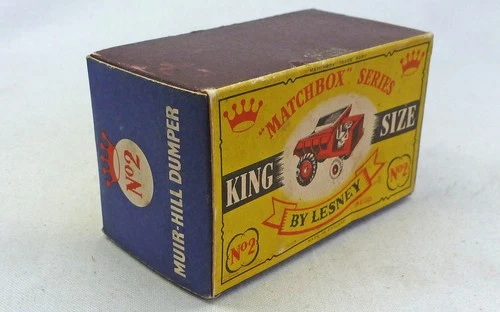 "MATCHBOX" SERIES
KING SIZE
BY LESNEY
No2
No2
No2
MUIR-HILL DUMPER